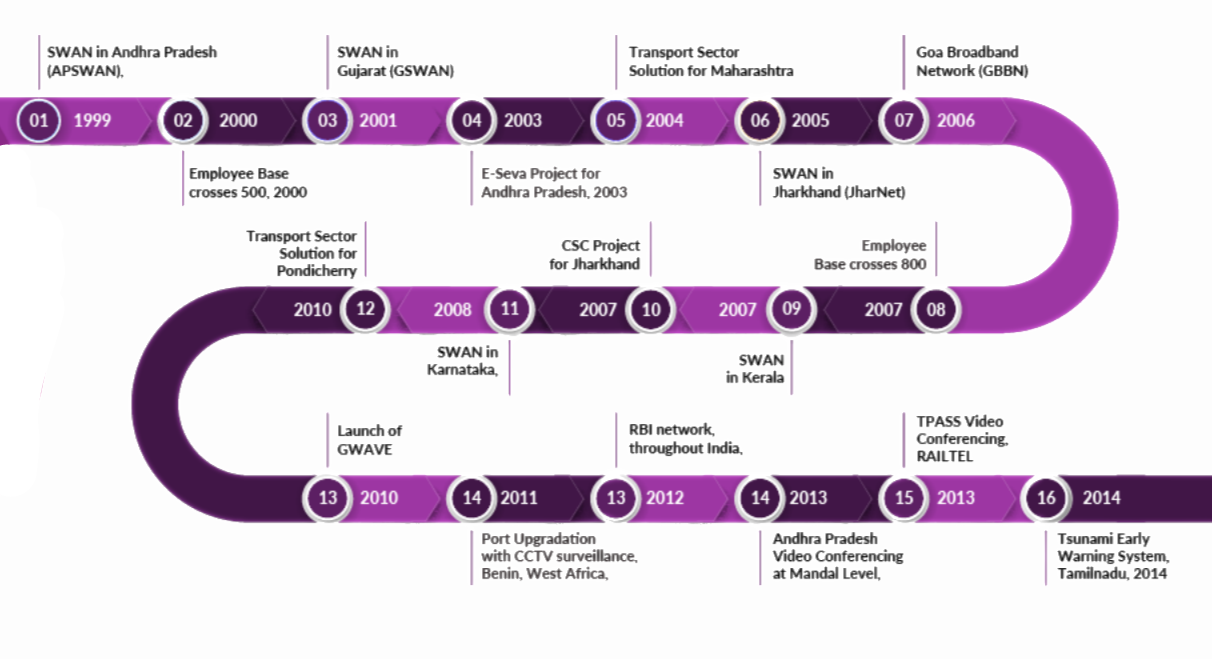 SWAN in Andhra Pradesh
(APSWAN),
SWAN in
Gujarat (GSWAN)
Transport Sector
Solution for Maharashtra
Goa Broadband
Network (GBBN)
01 1999 02 2000 03 2001 04 2003 05 2004 06 2005 07 2006
Employee Base
crosses 500, 2000
E-Seva Project for
Andhra Pradesh, 2003
SWAN in
Jharkhand (JharNet)
Transport Sector
Solution for
Pondicherry
CSC Project
for Jharkhand
Employee
Base crosses 800
2010 12 2008 11 2007 10 2007 09 2007 08
SWAN in
Karnataka,
SWAN
in Kerala
Launch of
GWAVE
RBI network,
throughout India,
TPASS Video
Conferencing,
RAILTEL
13 2010 14 2011 13 2012 14 2013 15 2013 16 2014
Port Upgradation
with CCTV surveillance,
Benin, West Africa,
Andhra Pradesh
Video Conferencing
at Mandal Level,
Tsunami Early
Warning System,
Tamilnadu, 2014